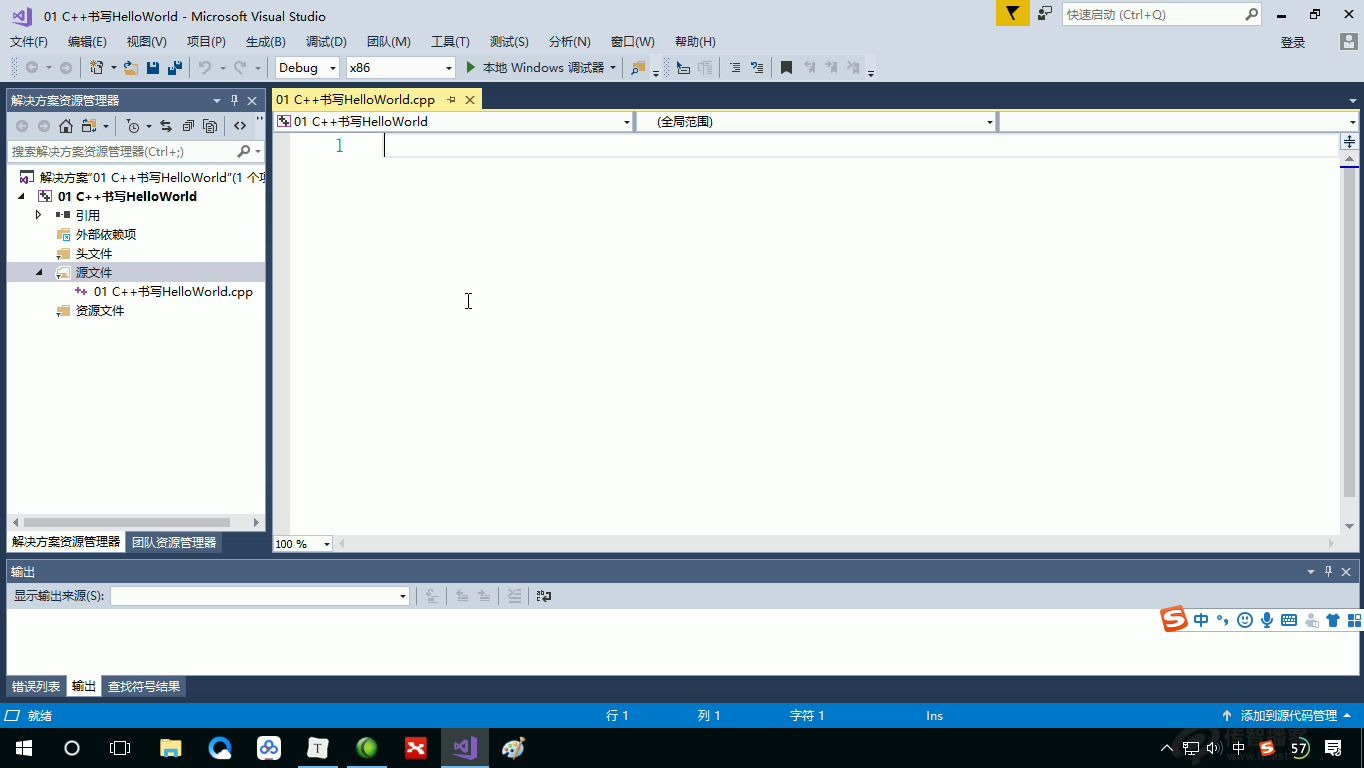 01 C++书写HelloWorld - Microsoft Visual Studio
快速启动 (Ctrl+Q)
文件(F) 编辑(E) 视图(V) 项目(P) 生成(B) 调试(D) 团队(M) 工具(T) 测试(S) 分析(N) 窗口(W) 帮助(H)
登录
Debug x86 本地 Windows 调试器
解决方案资源管理器
搜索解决方案资源管理器(Ctrl+;)
解决方案"01 C++书写HelloWorld"(1 个项
01 C++书写HelloWorld
引用
外部依赖项
头文件
源文件
01 C++书写HelloWorld.cpp
资源文件
解决方案资源管理器 团队资源管理器
01 C++书写HelloWorld.cpp
01 C++书写HelloWorld (全局范围)
1
100 %
输出
显示输出来源(S):
中
错误列表 输出 查找符号结果
就绪 行 1 列 1 字符 1 Ins 添加到源代码管理
T
中
57
传智播客